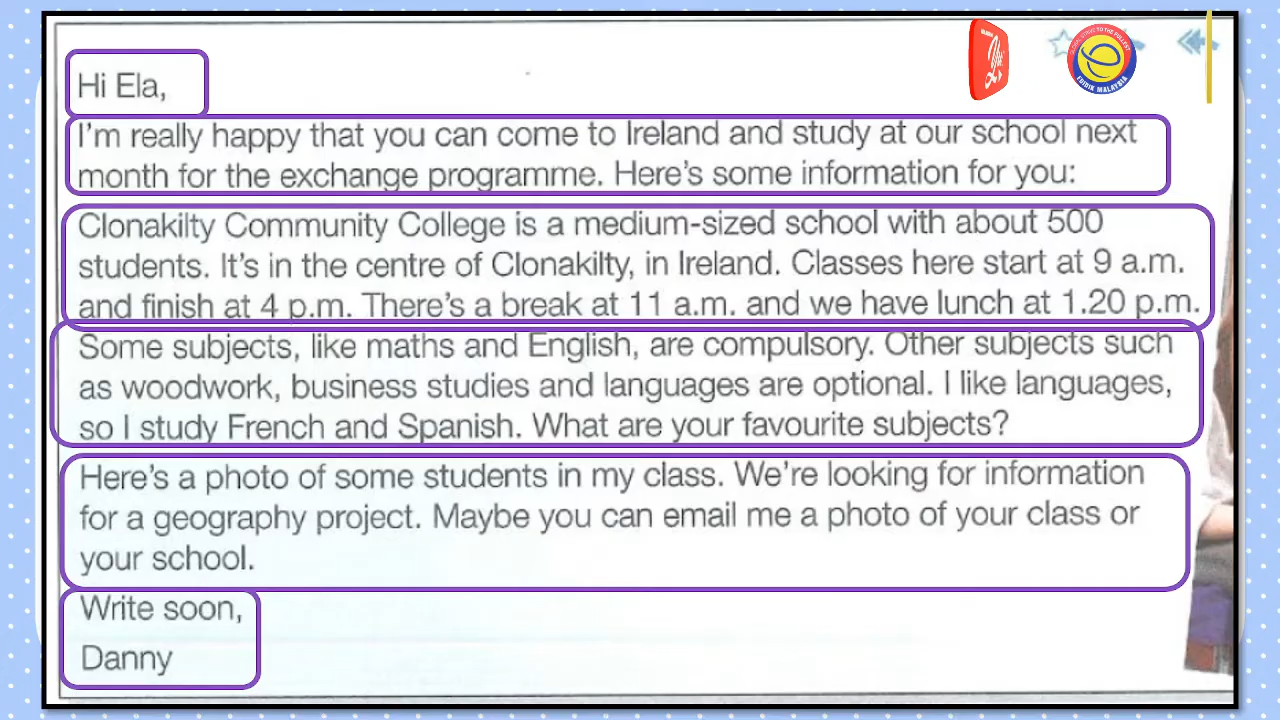 Hi Ela,
I'm really happy that you can come to Ireland and study at our school next
month for the exchange programme. Here's some information for you:
Clonakilty Community College is a medium-sized school with about 500
students. It's in the centre of Clonakilty, in Ireland. Classes here start at 9 a.m.
and finish at 4 p.m. There's a break at 11 a.m. and we have lunch at 1.20 p.m.
Some subjects, like maths and English, are compulsory. Other subjects such
as woodwork, business studies and languages are optional. I like languages,
so I study French and Spanish. What are your favourite subjects?
Here's a photo of some students in my class. We're looking for information
for a geography project. Maybe you can email me a photo of your class or
your school.
Write soon,
Danny
EDIDIK MALAYSIA